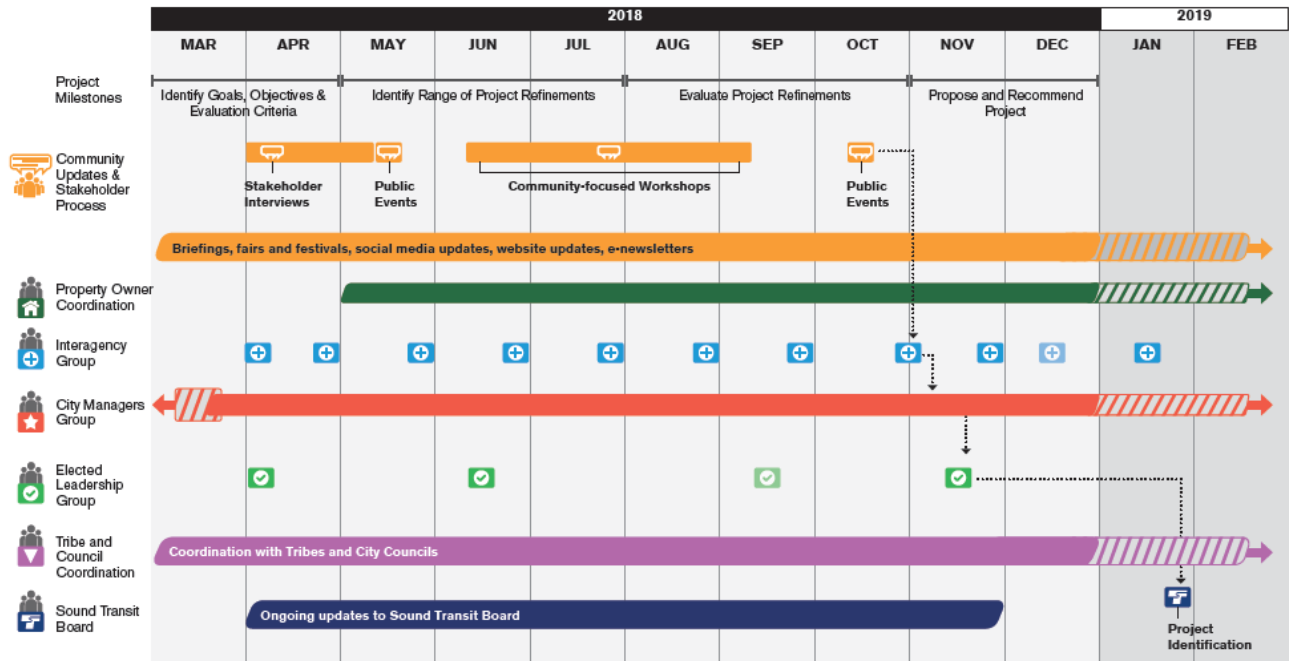 2018
2019
MAR
APR
MAY
JUN
JUL
AUG
SEP
OCT
NOV
DEC
JAN
FEB
Project
Milestones
Identify Goals, Objectives &
Evaluation Criteria
Identify Range of Project Refinements
Evaluate Project Refinements
Propose and Recommend
Project
Community
Updates &
Stakeholder
Process
Stakeholder
Interviews
Public
Events
Community-focused Workshops
Public
Events
Briefings, fairs and festivals, social media updates, website updates, e-newsletters
Property Owner
Coordination
Interagency
Group
City Managers
Group
Elected
Leadership
Group
Tribe and
Council
Coordination
Coordination with Tribes and City Councils
Sound Transit
Board
Ongoing updates to Sound Transit Board
Project
Identification